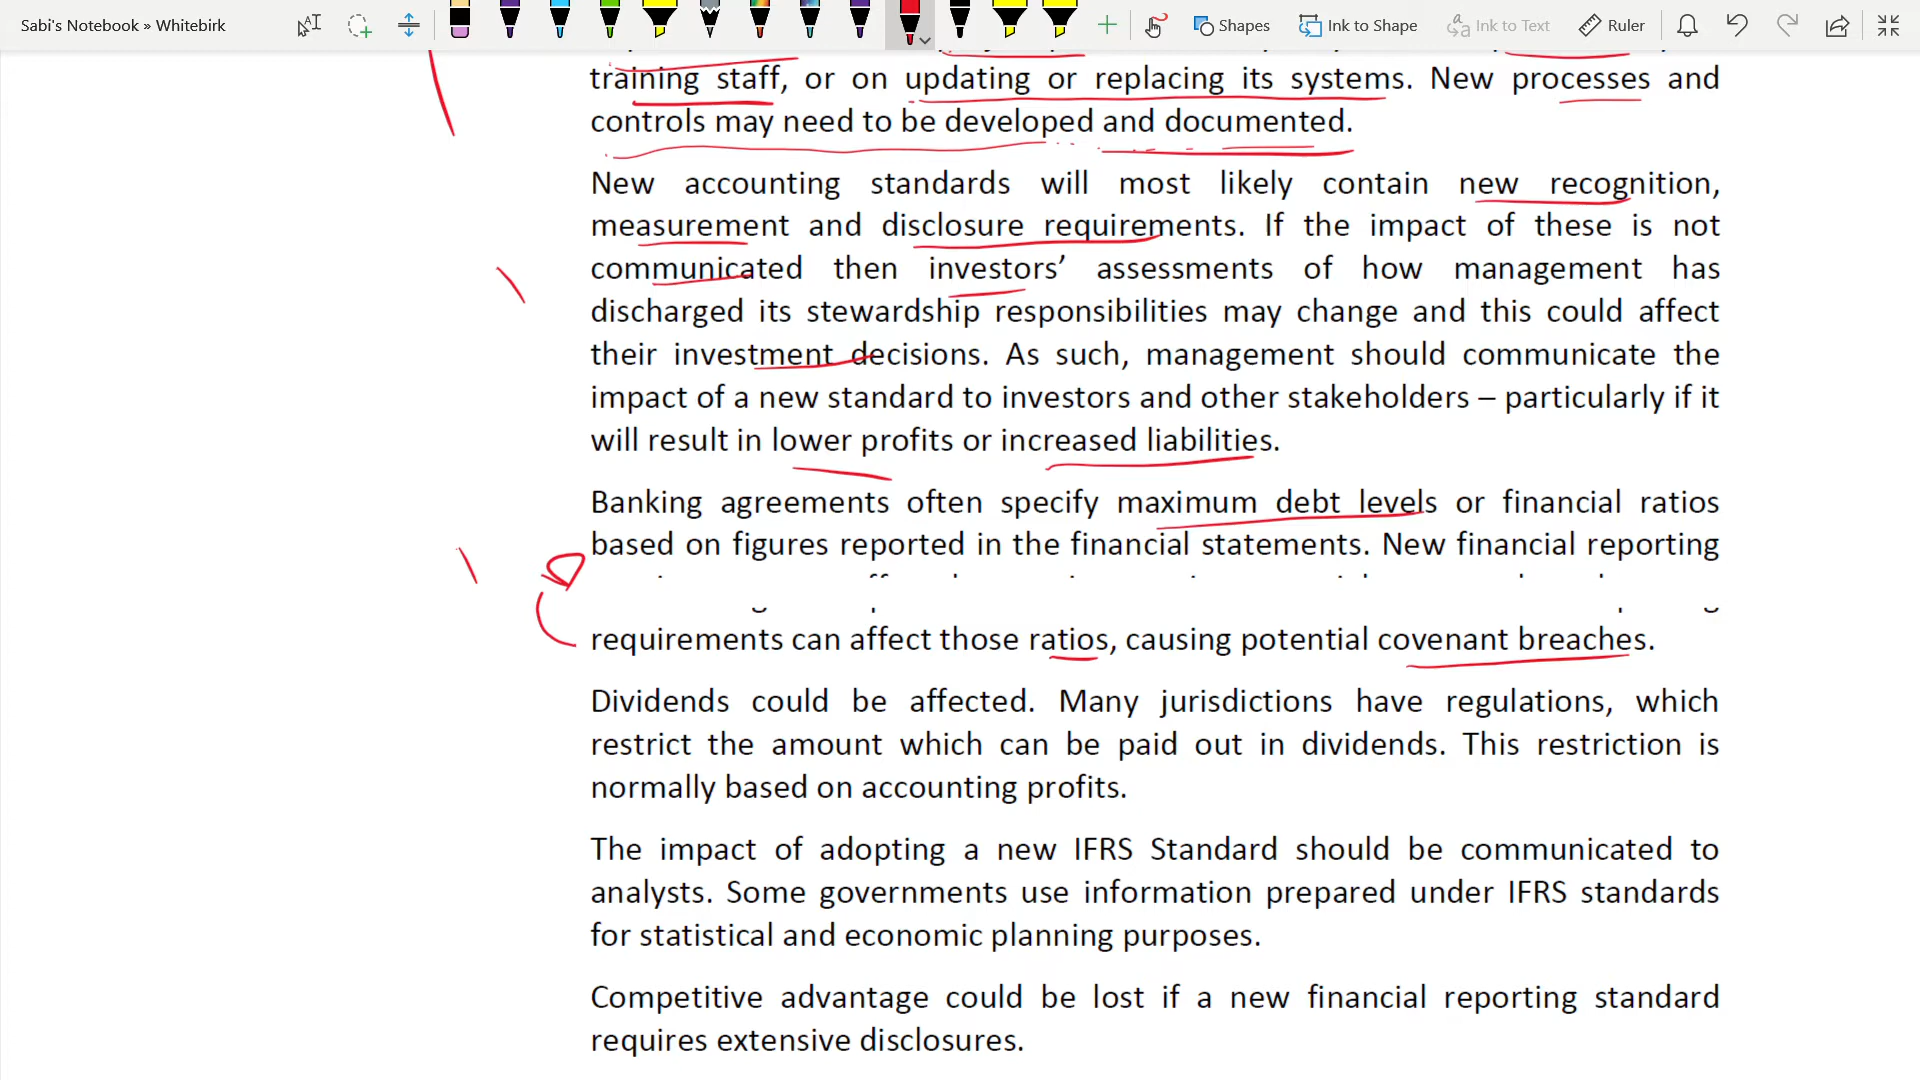 Sabi's Notebook » Whitebirk
Shapes
Ink to Shape
Ink to Text
Ruler
training staff, or on updating or replacing its systems. New processes and
controls may need to be developed and documented.
New accounting standards will most likely contain new recognition,
measurement and disclosure requirements. If the impact of these is not
communicated then investors’ assessments of how management has
discharged its stewardship responsibilities may change and this could affect
their investment decisions. As such, management should communicate the
impact of a new standard to investors and other stakeholders – particularly if it
will result in lower profits or increased liabilities.
Banking agreements often specify maximum debt levels or financial ratios
based on figures reported in the financial statements. New financial reporting
requirements can affect those ratios, causing potential covenant breaches.
Dividends could be affected. Many jurisdictions have regulations, which
restrict the amount which can be paid out in dividends. This restriction is
normally based on accounting profits.
The impact of adopting a new IFRS Standard should be communicated to
analysts. Some governments use information prepared under IFRS standards
for statistical and economic planning purposes.
Competitive advantage could be lost if a new financial reporting standard
requires extensive disclosures.